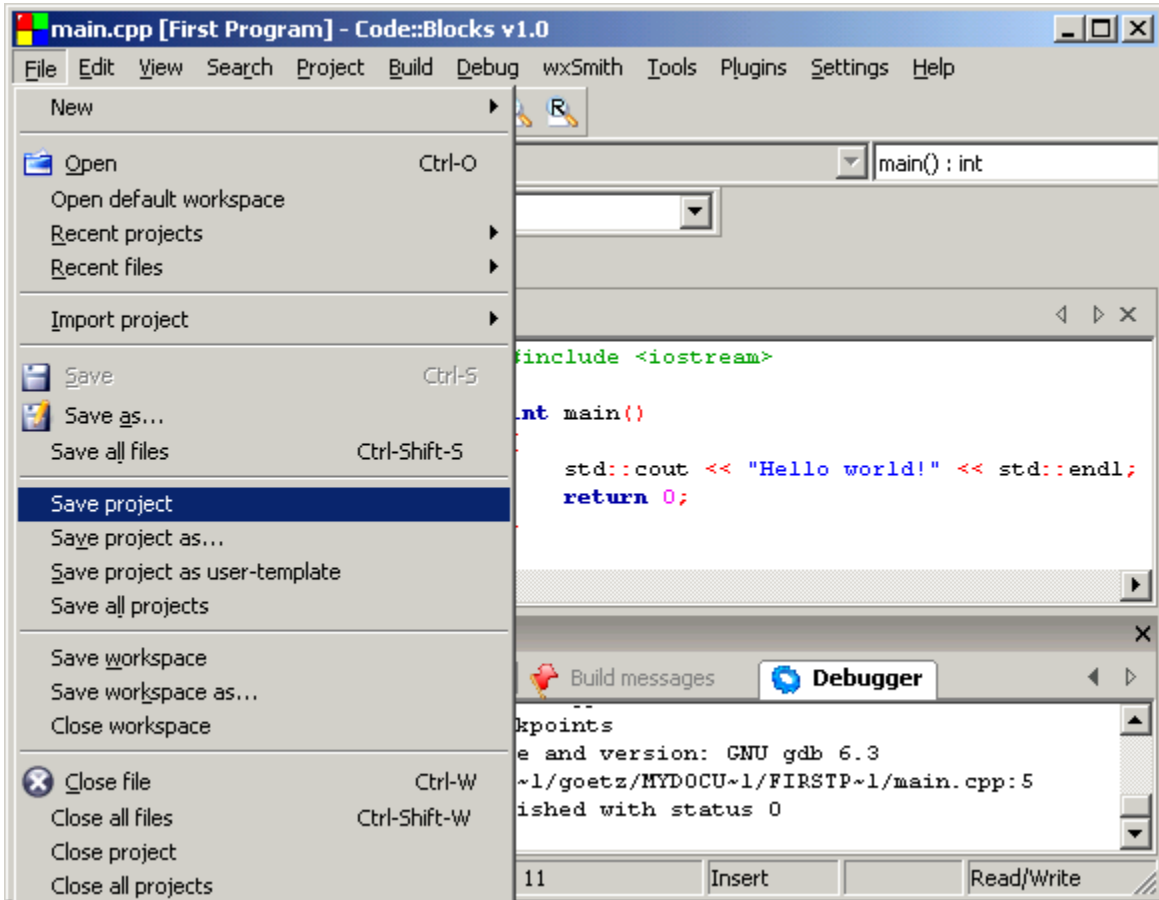 main.cpp [First Program] - Code::Blocks v1.0
File Edit View Search Project Build Debug wxSmith Tools Plugins Settings Help
New
R
Open Ctrl-O
main() : int
Open default workspace
Recent projects
Recent files
Import project
#include <iostream>
Save Ctrl-S
Save as...
int main()
Save all files Ctrl-Shift-S
std::cout << "Hello world!" << std::endl;
Save project
return 0;
Save project as...
Save project as user-template
Save all projects
Save workspace
Build messages Debugger
Save workspace as...
Close workspace
kpoints
e and version: GNU gdb 6.3
Close file Ctrl-W
~1/goetz/MYDOCU~1/FIRSTP~1/main.cpp:5
Close all files Ctrl-Shift-W
ished with status 0
Close project
Close all projects
11 Insert Read/Write